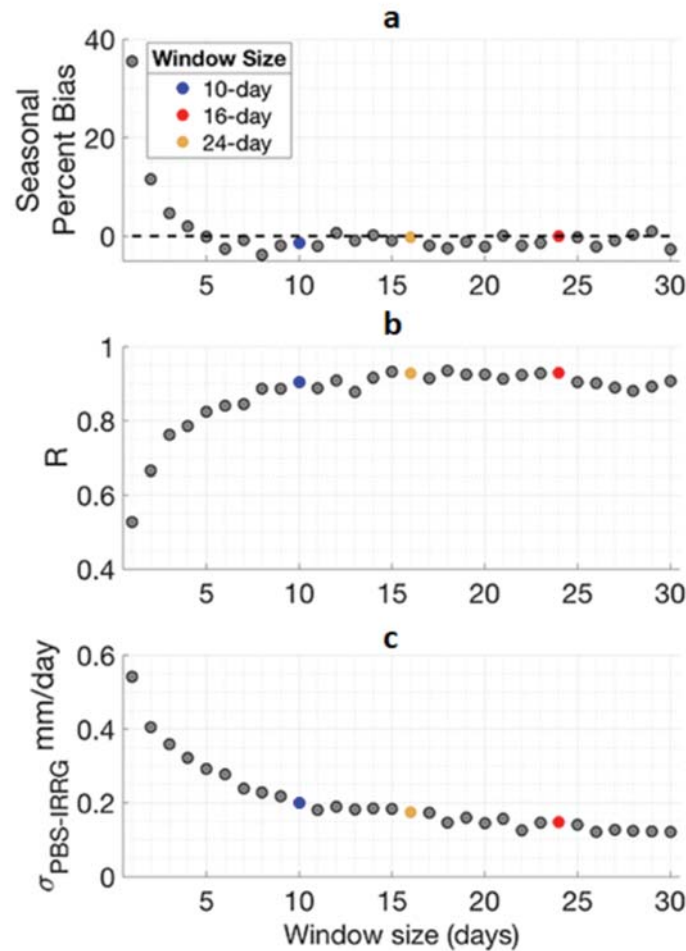 a
40
20
0
Seasonal
Percent Bias
Window Size
10-day
16-day
24-day
5 10 15 20 25 30
b
1
0.8
0.6
0.4
R
5 10 15 20 25 30
c
0.6
0.4
0.2
0
σPBS-IRRG mm/day
5 10 15 20 25 30
Window size (days)